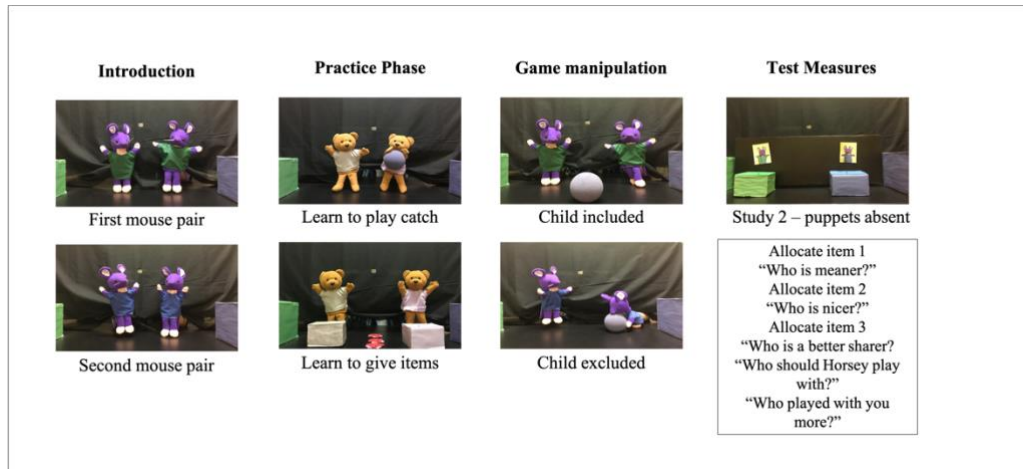 Introduction
Practice Phase
Game manipulation
Test Measures
First mouse pair
Learn to play catch
Child included
Study 2 – puppets absent
Second mouse pair
Learn to give items
Child excluded
Allocate item 1
“Who is meaner?”
Allocate item 2
“Who is nicer?”
Allocate item 3
“Who is a better sharer?
“Who should Horsey play
with?”
“Who played with you
more?”